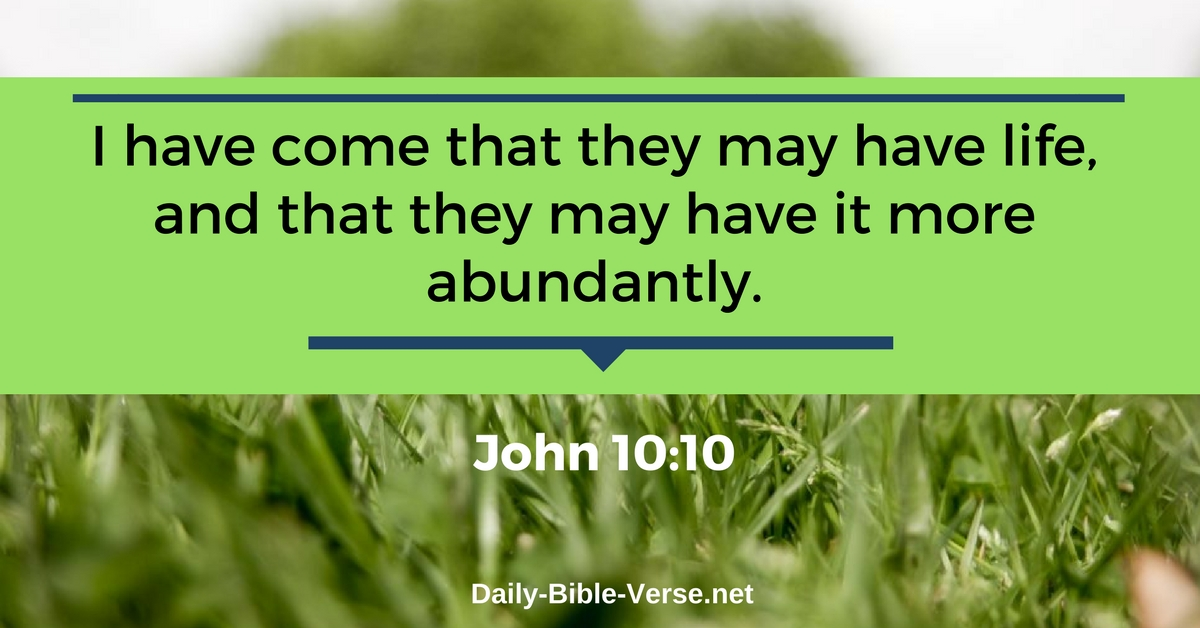 I have come that they may have life,
and that they may have it more
abundantly.
John 10:10
Daily-Bible-Verse.net